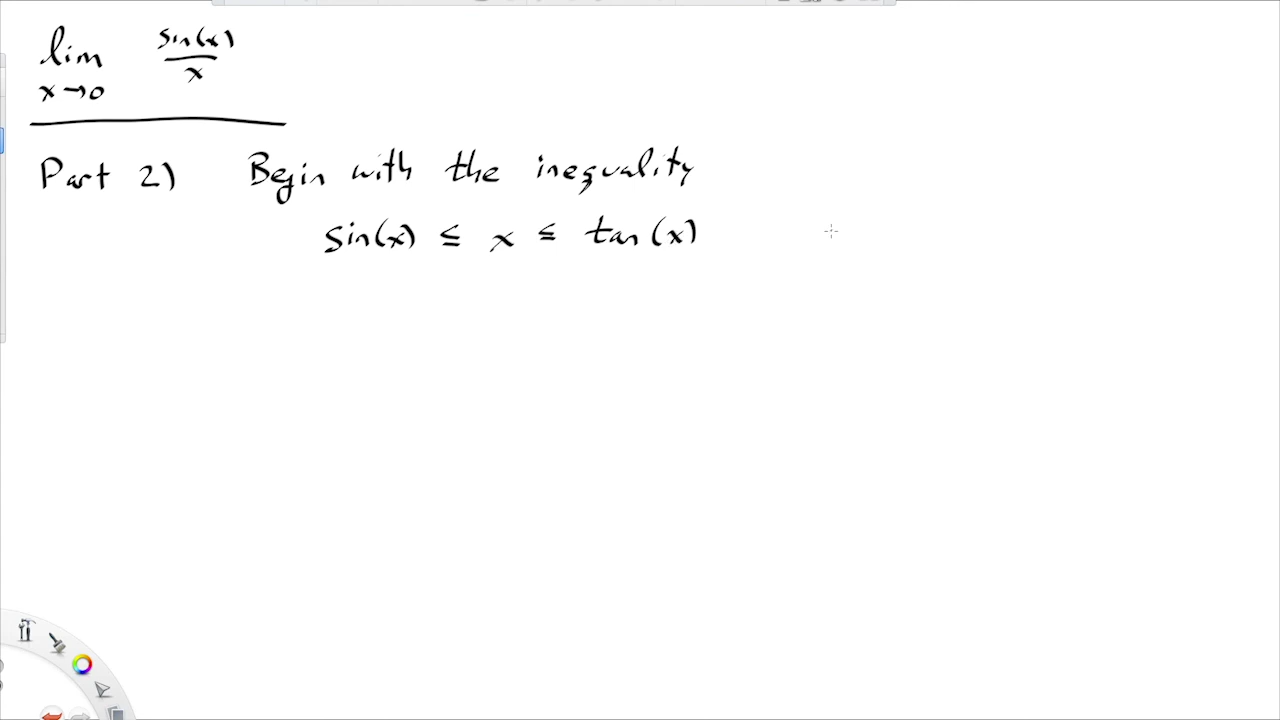 lim sin(x)/x
x→0
Part 2) Begin with the inequality
sin(x) ≤ x ≤ tan(x)